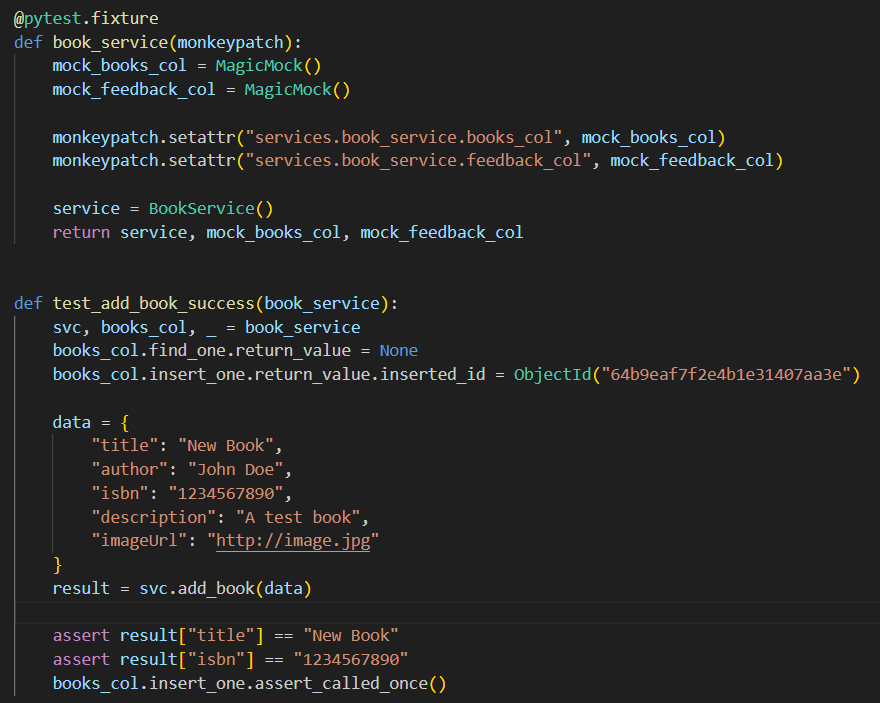 @pytest.fixture
def book_service(monkeypatch):
    mock_books_col = MagicMock()
    mock_feedback_col = MagicMock()

    monkeypatch.setattr("services.book_service.books_col", mock_books_col)
    monkeypatch.setattr("services.book_service.feedback_col", mock_feedback_col)

    service = BookService()
    return service, mock_books_col, mock_feedback_col


def test_add_book_success(book_service):
    svc, books_col, _ = book_service
    books_col.find_one.return_value = None
    books_col.insert_one.return_value.inserted_id = ObjectId("64b9eaf7f2e4b1e31407aa3e")

    data = {
        "title": "New Book",
        "author": "John Doe",
        "isbn": "1234567890",
        "description": "A test book",
        "imageUrl": "http://image.jpg"
    }
    result = svc.add_book(data)

    assert result["title"] == "New Book"
    assert result["isbn"] == "1234567890"
    books_col.insert_one.assert_called_once()